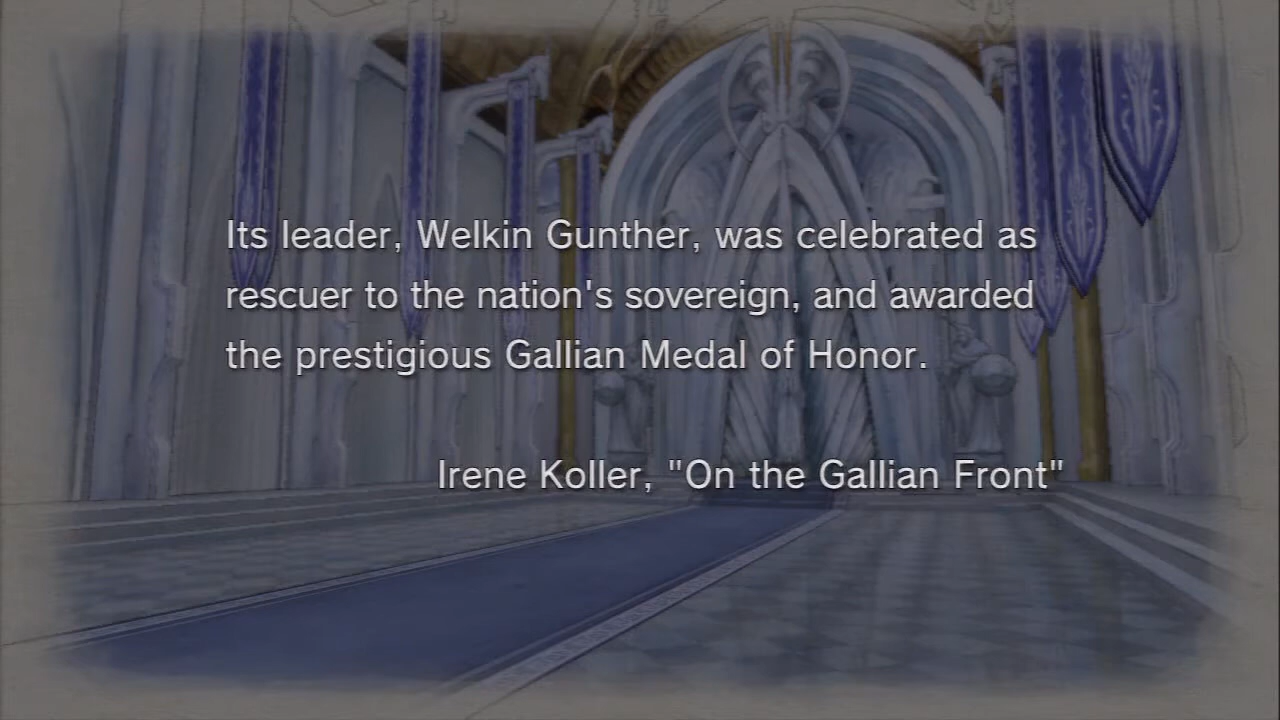 Its leader, Welkin Gunther, was celebrated as
rescuer to the nation's sovereign, and awarded
the prestigious Gallian Medal of Honor.
Irene Koller, "On the Gallian Front"